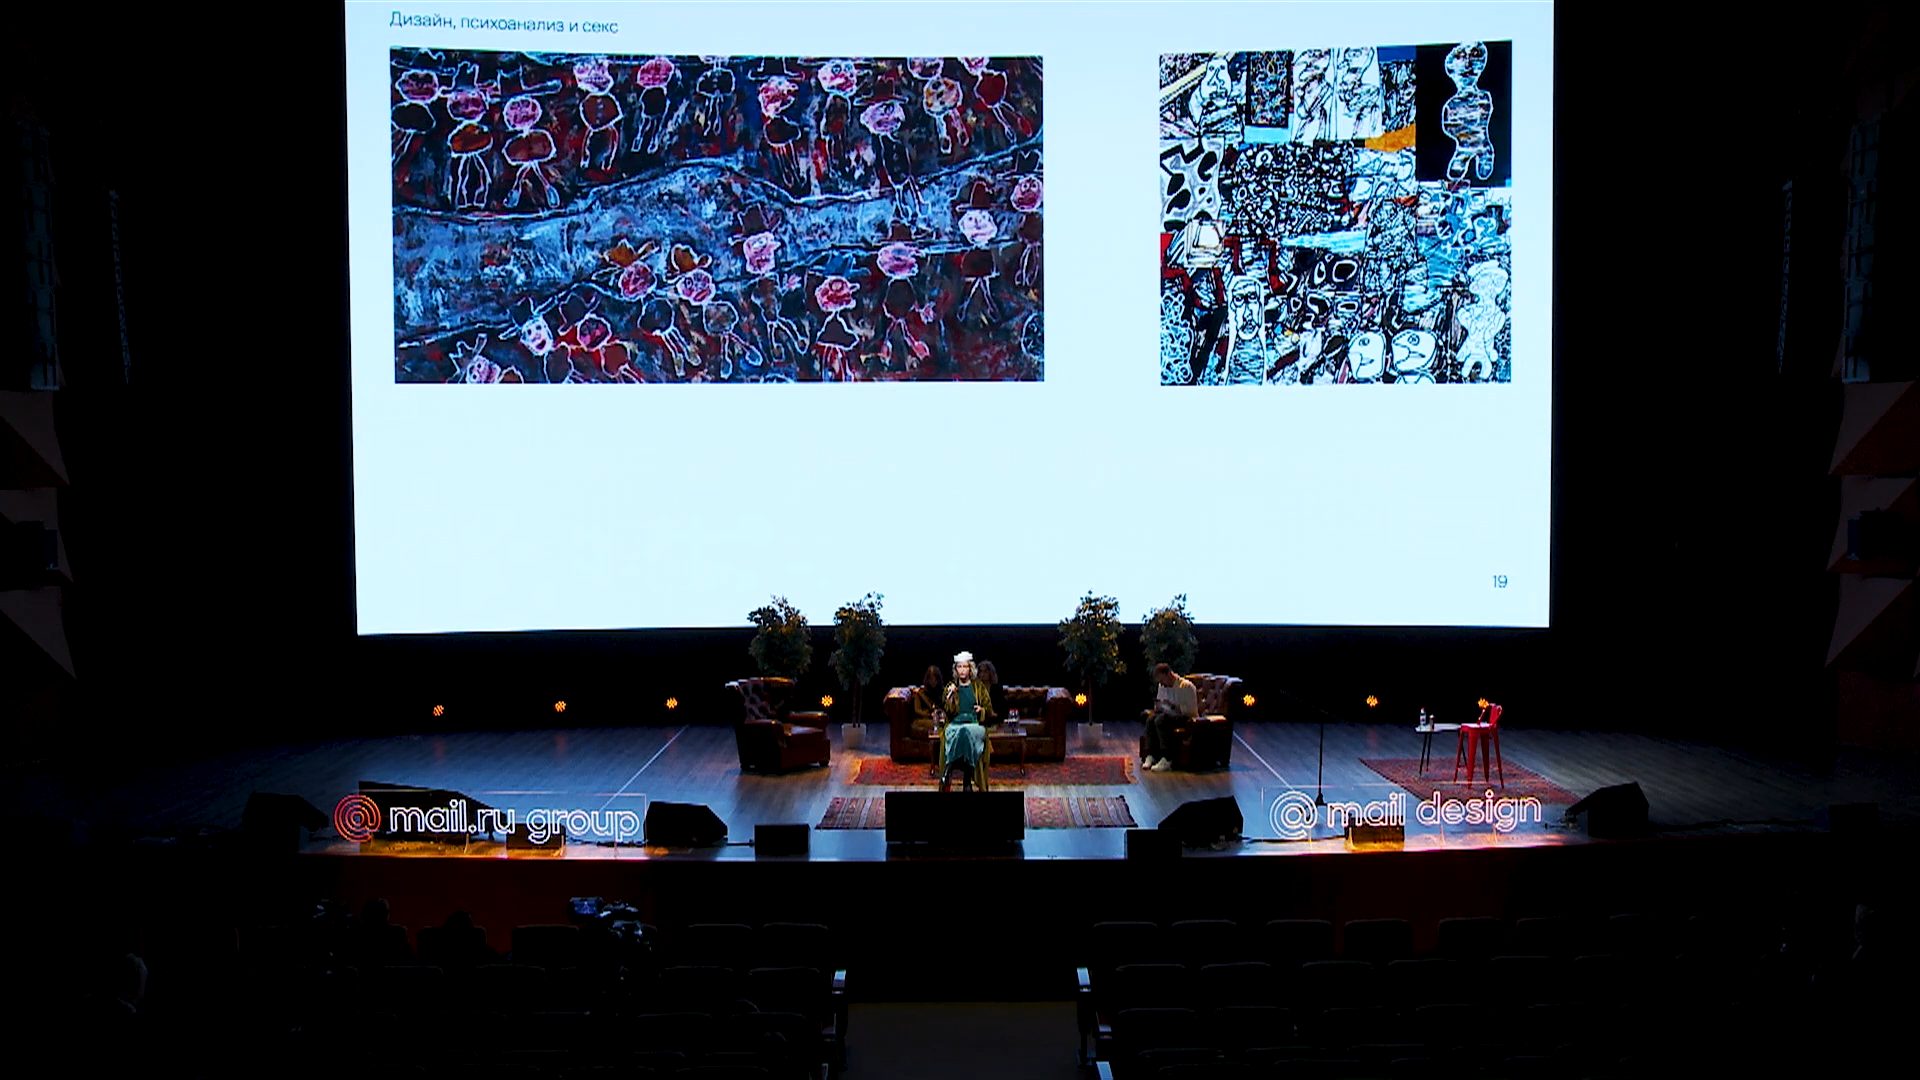 Дизайн, психоанализ и секс
19
@mail.ru group
@mail design